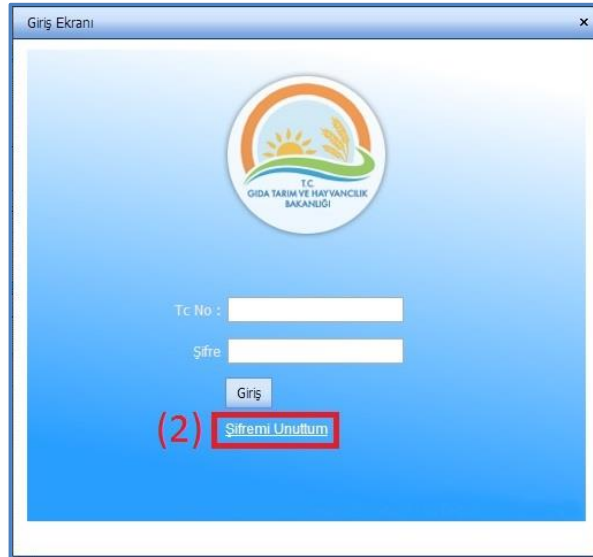 Giriş Ekranı
x
T.C
GIDA TARIM VE HAYVANCILIK
BAKANLIĞI
Tc No :
Şifre
Giriş
(2) Şifremi Unuttum